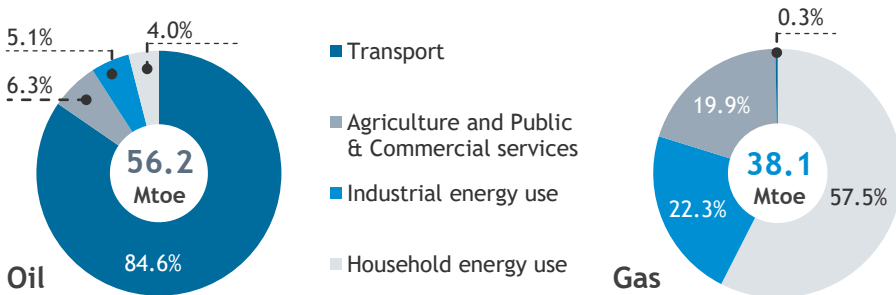 5.1%
4.0%
6.3%
56.2
Mtoe
84.6%
Oil
Transport
Agriculture and Public
& Commercial services
Industrial energy use
Household energy use
0.3%
19.9%
38.1
Mtoe
57.5%
22.3%
Gas